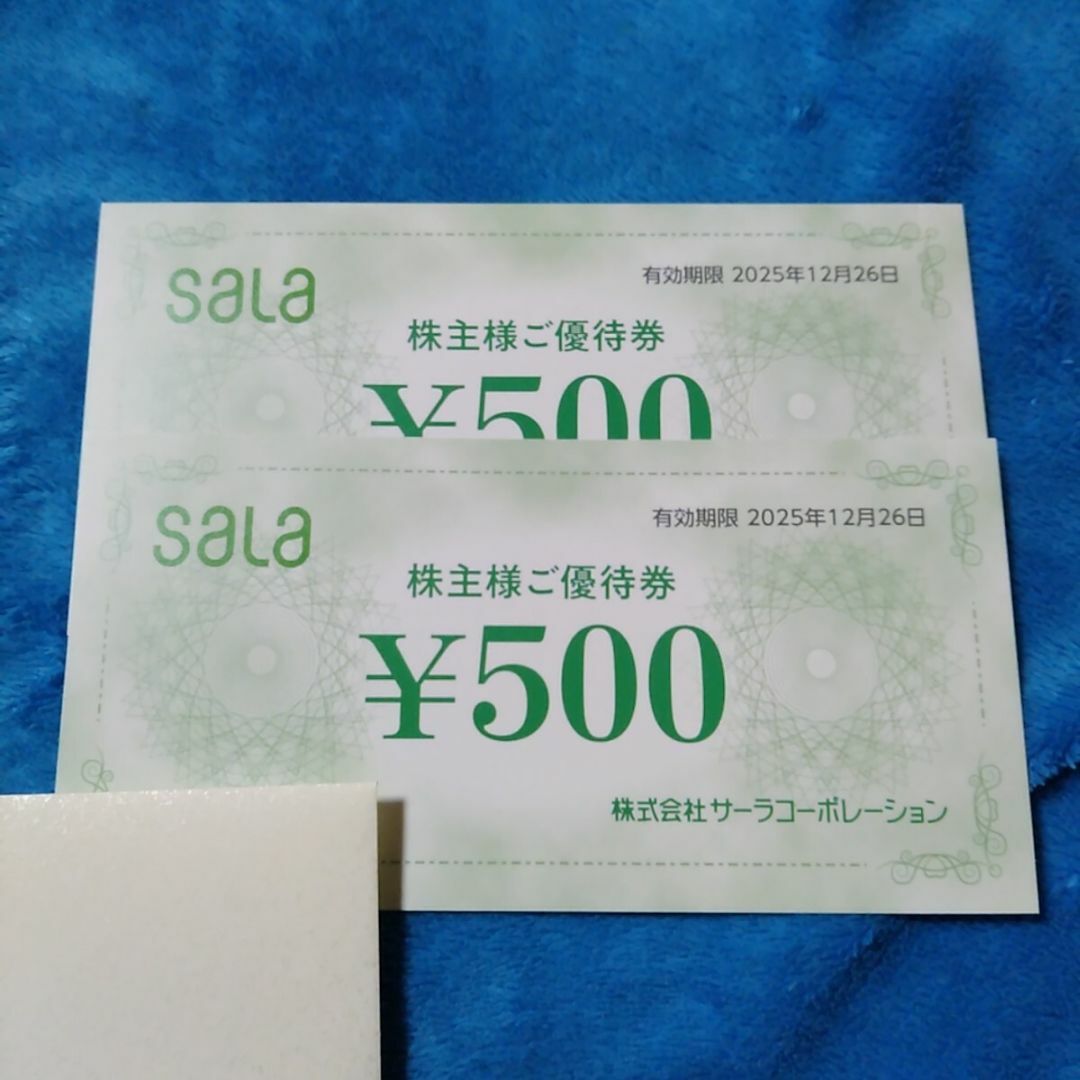 sala
有効期限 2025年12月26日
株主様ご優待券
¥500
sala
有効期限 2025年12月26日
株主様ご優待券
¥500
株式会社サーラコーポレーション